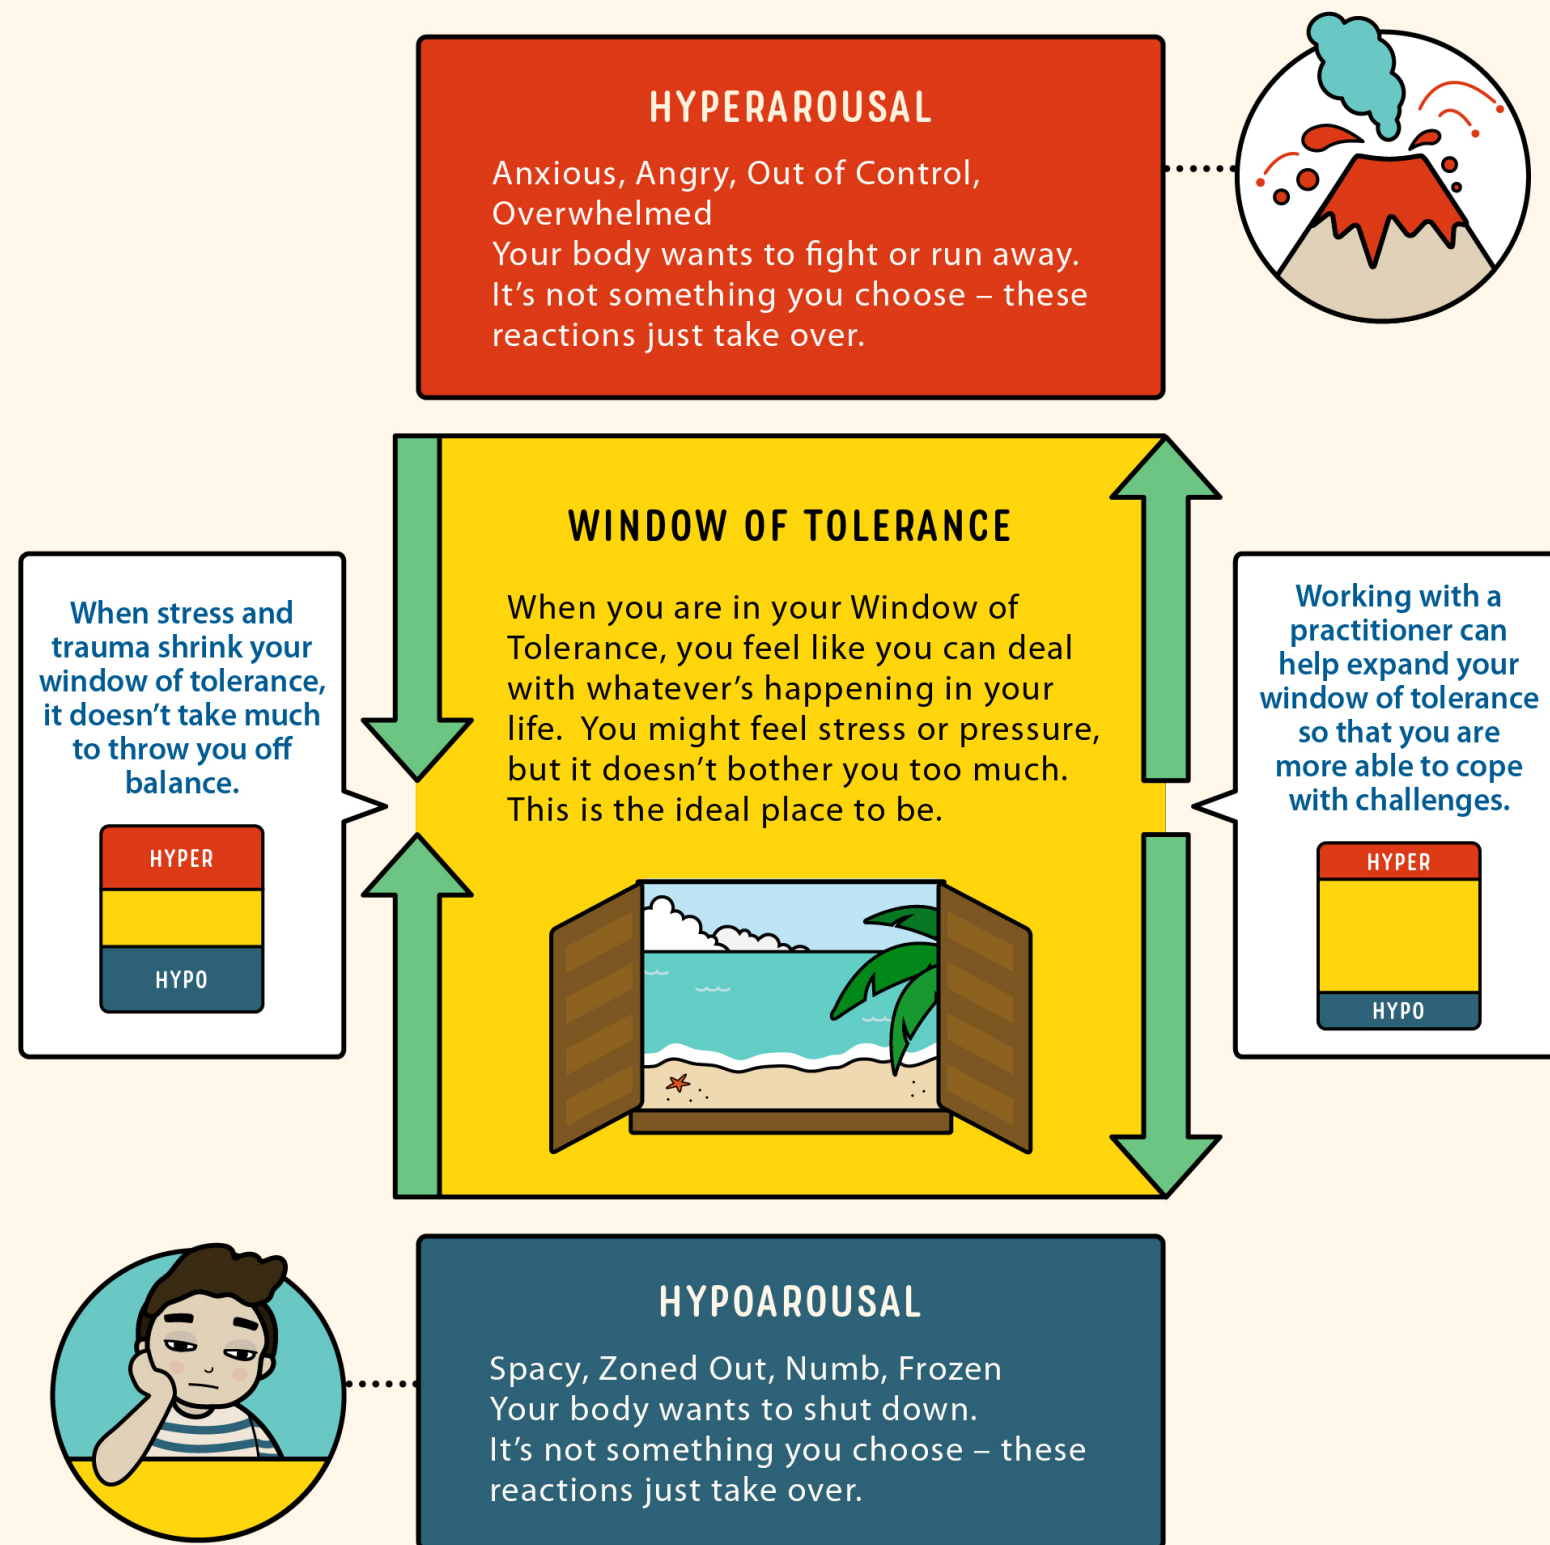 HYPERAROUSAL
Anxious, Angry, Out of Control,
Overwhelmed
Your body wants to fight or run away.
It’s not something you choose – these
reactions just take over.
WINDOW OF TOLERANCE
When you are in your Window of
Tolerance, you feel like you can deal
with whatever’s happening in your
life.  You might feel stress or pressure,
but it doesn’t bother you too much.
This is the ideal place to be.
When stress and
trauma shrink your
window of tolerance,
it doesn’t take much
to throw you off
balance.
HYPER
HYPO
Working with a
practitioner can
help expand your
window of tolerance
so that you are
more able to cope
with challenges.
HYPER
HYPO
HYPOAROUSAL
Spacy, Zoned Out, Numb, Frozen
Your body wants to shut down.
It’s not something you choose – these
reactions just take over.